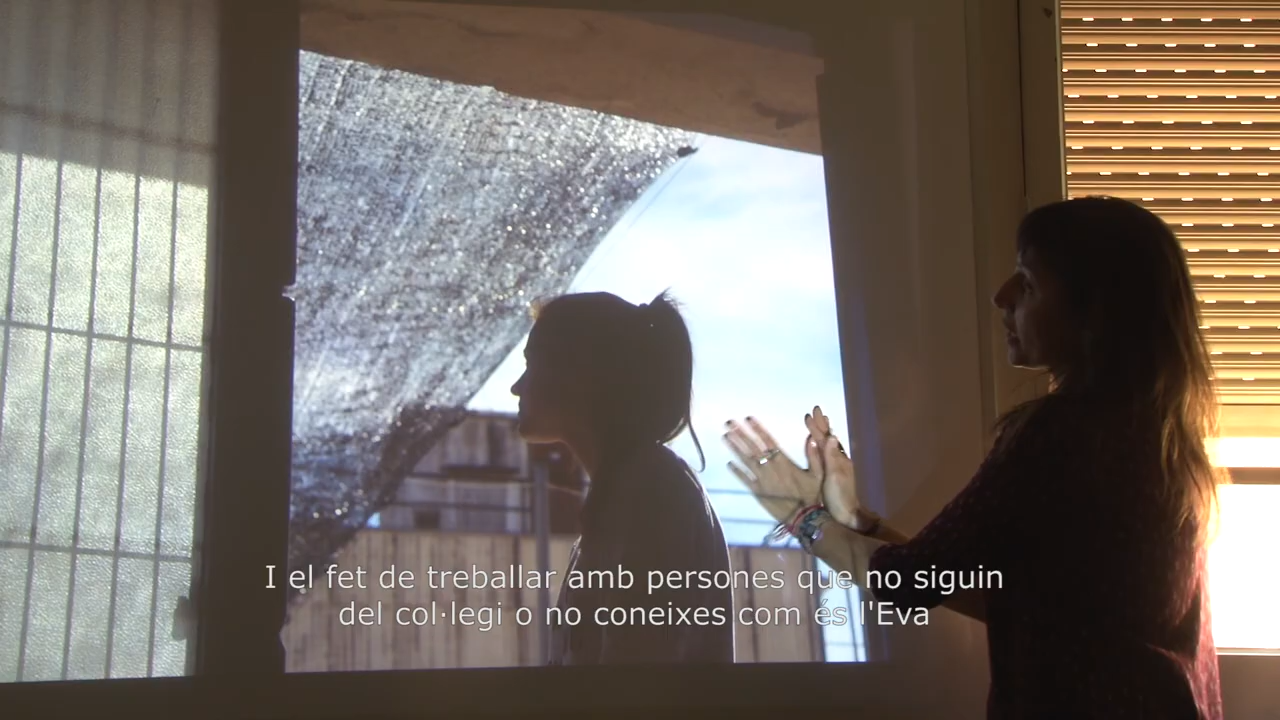 I el fet de treballar amb persones que no siguin
del col·legi o no coneixes com és l'Eva